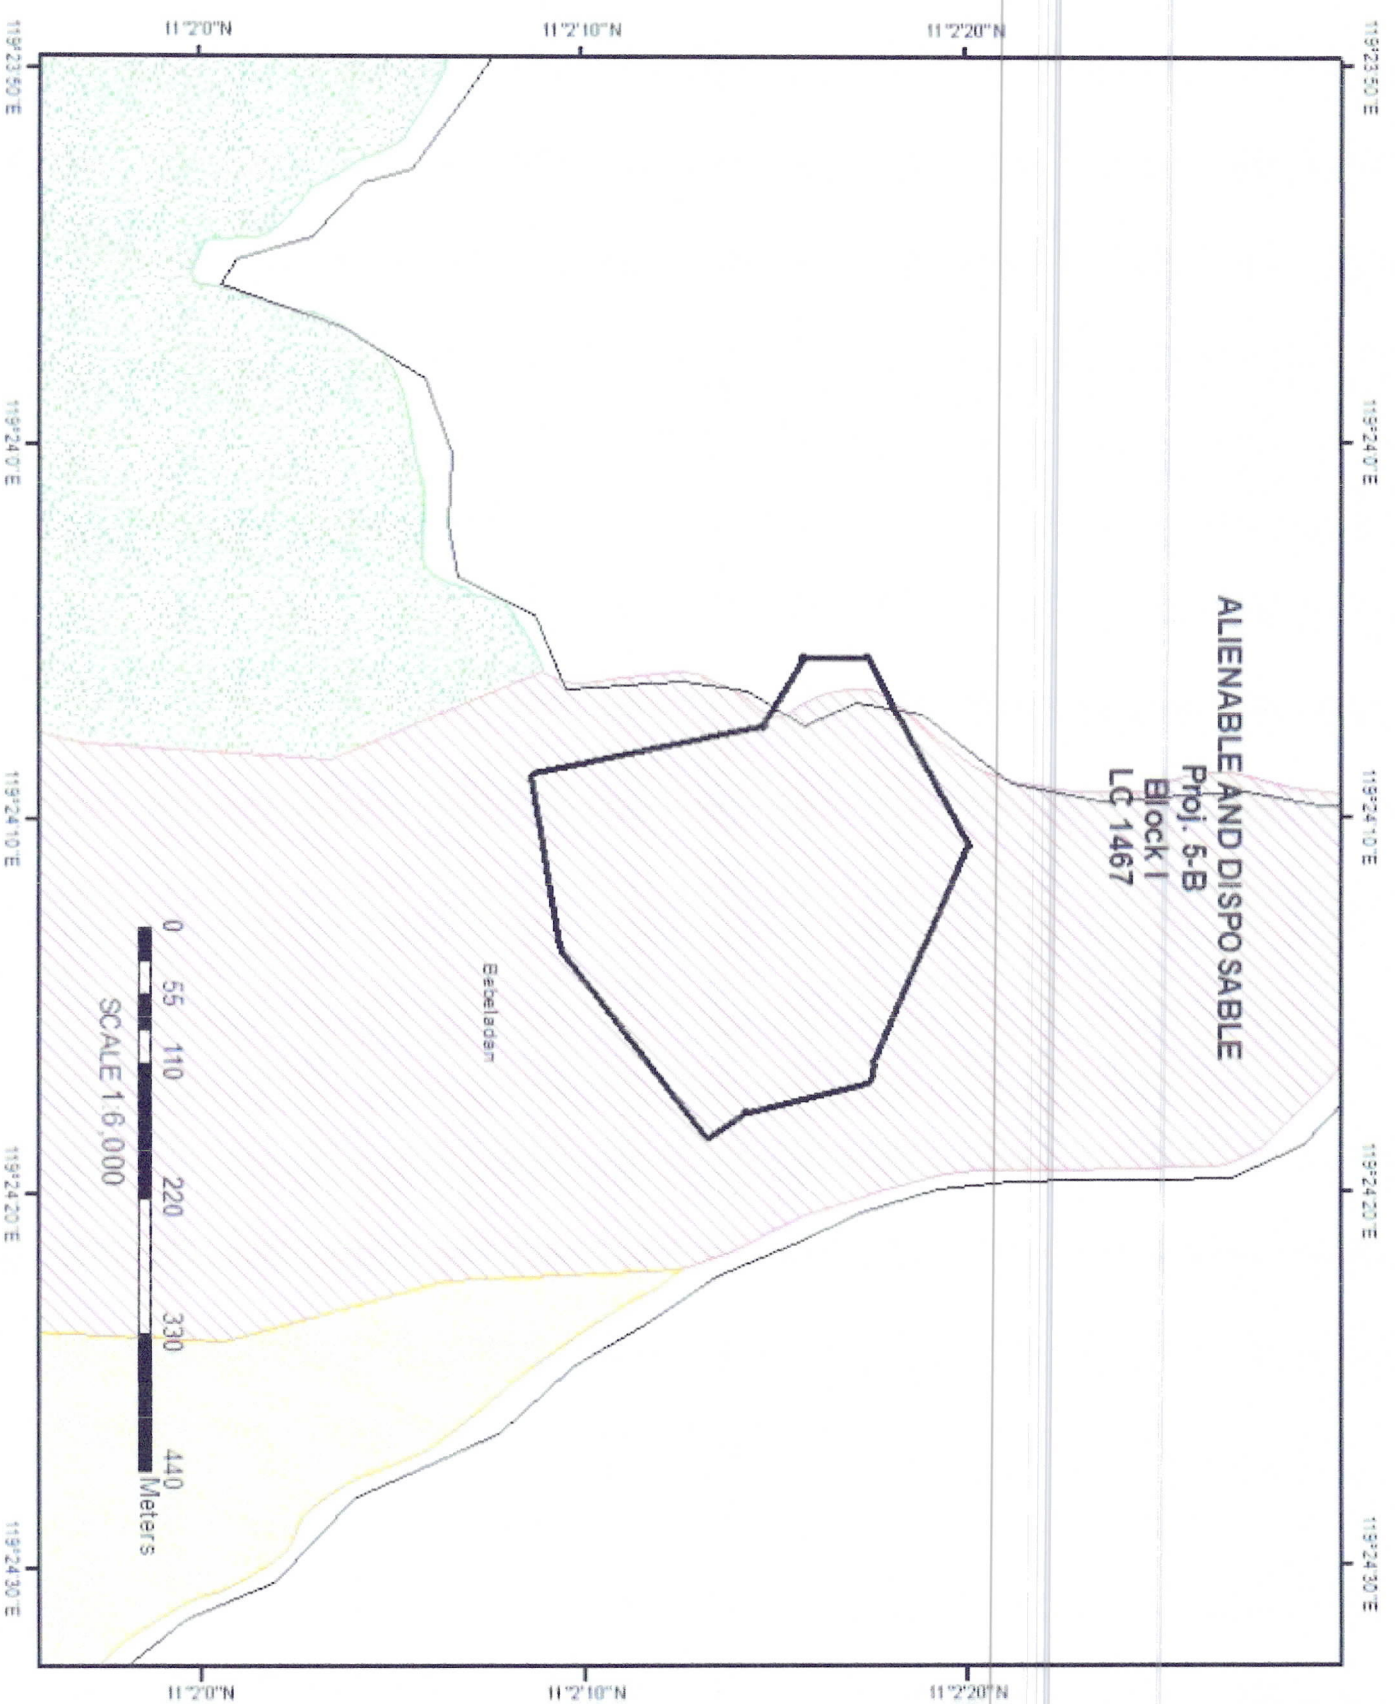 119°23'50"E
119°24'0"E
119°24'10"E
119°24'20"E
119°24'30"E
11°2'20"N
11°2'20"N
11°2'10"N
11°2'10"N
11°2'0"N
11°2'0"N
ALIENABLE AND DISPOSABLE
Proj. 5-B
Block I
LC 1467
Bebeladan
0 55 110 220 330 440
Meters
SCALE 1:6,000
119°23'50"E
119°24'0"E
119°24'10"E
119°24'20"E
119°24'30"E